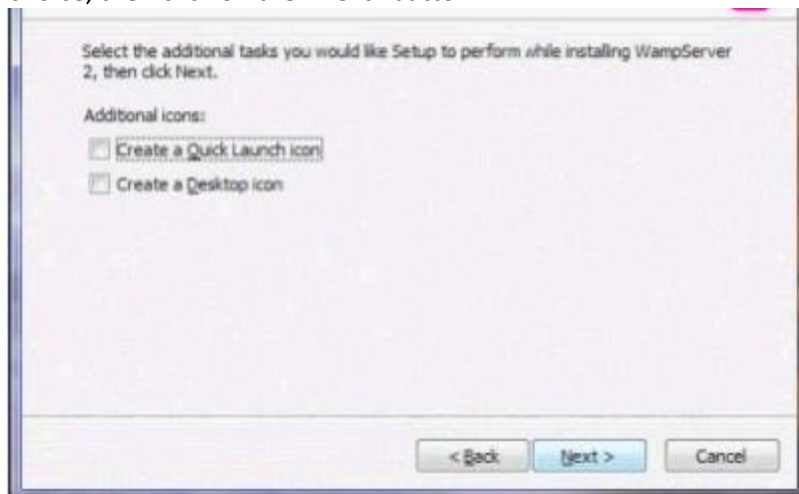 Select the additional tasks you would like Setup to perform while installing WampServer
2, then click Next.
Additional icons:
Create a Quick Launch icon
Create a Desktop icon
< Back
Next >
Cancel